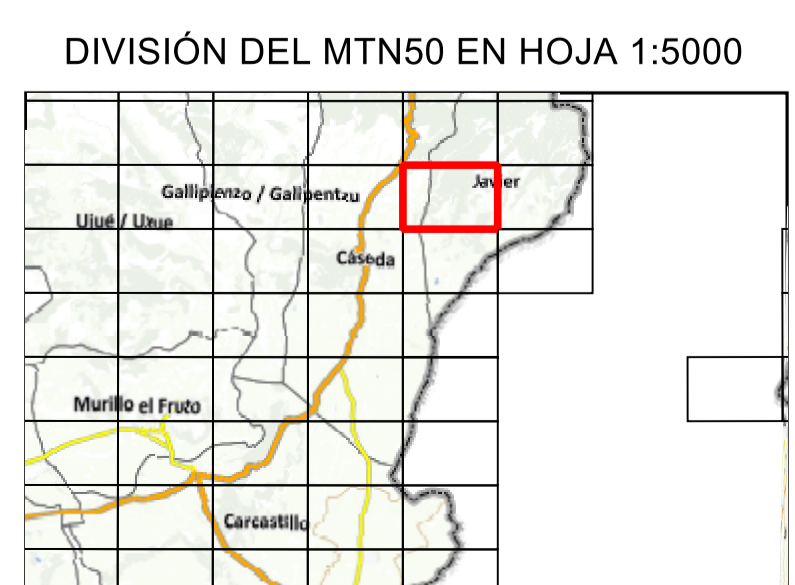 DIVISIÓN DEL MTN50 EN HOJA 1:5000
Javier
Gallipienzo / Galipentzu
Ujué / Uxue
Cáseda
Murillo el Fruto
Carcastillo